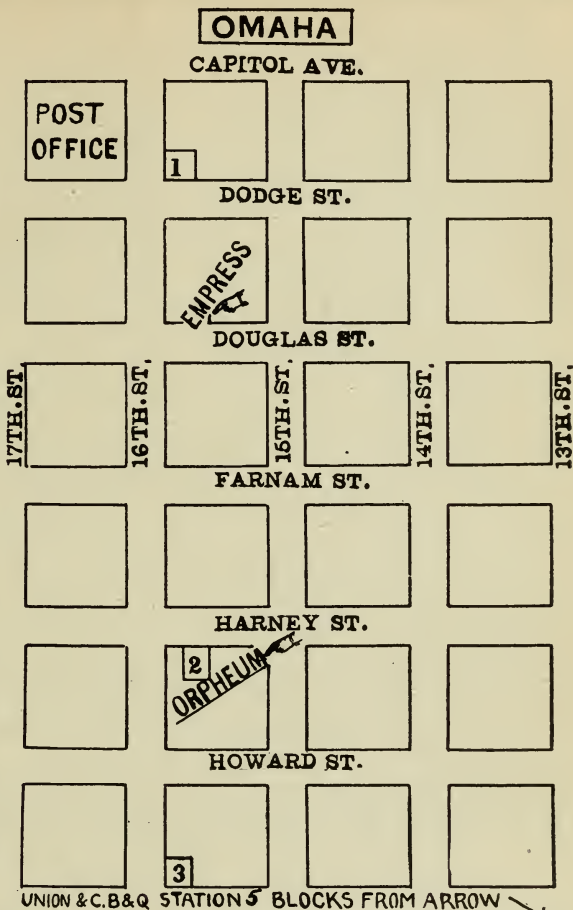 OMAHA
CAPITOL AVE.
POST
OFFICE
1
DODGE ST.
EMPRESS
DOUGLAS ST.
17TH.ST.
16TH.ST.
15TH.ST.
14TH.ST.
13TH.ST.
FARNAM ST.
HARNEY ST.
2
ORPHEUM
HOWARD ST.
3
UNION & C.B&Q STATION 5 BLOCKS FROM ARROW